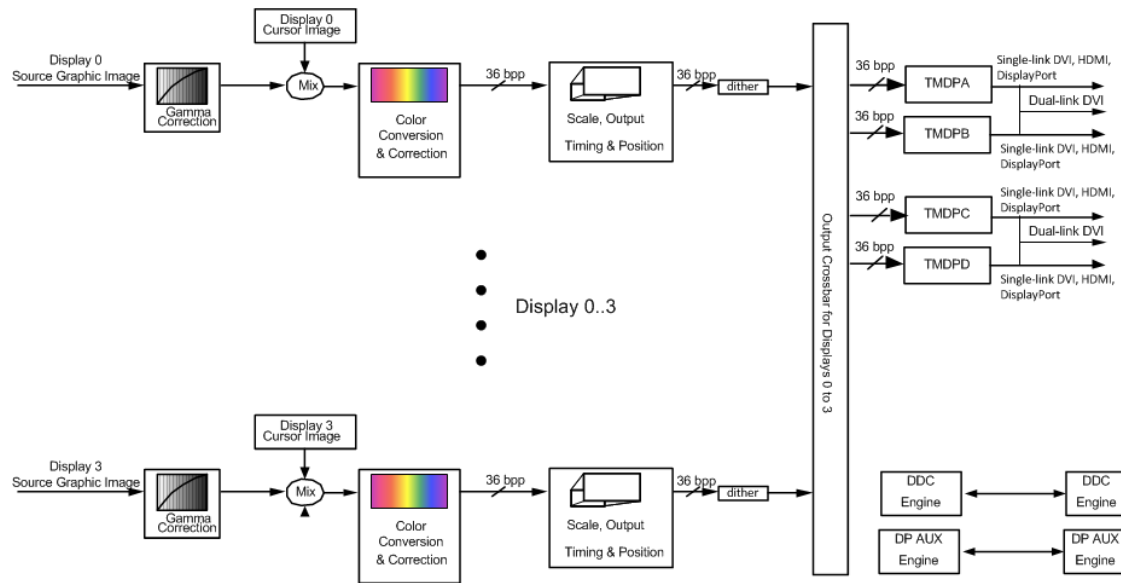 Display 0
Cursor Image
Display 0
Source Graphic Image
Gamma
Correction
Mix
Color
Conversion
& Correction
36 bpp
Scale, Output
Timing & Position
36 bpp
dither
Output Crossbar for Displays 0 to 3
36 bpp
TMDPA
Single-link DVI, HDMI,
DisplayPort
Dual-link DVI
36 bpp
TMDPB
Single-link DVI, HDMI,
DisplayPort
36 bpp
TMDPC
Single-link DVI, HDMI,
DisplayPort
Dual-link DVI
36 bpp
TMDPD
Single-link DVI, HDMI,
DisplayPort
Display 0..3
Display 3
Cursor Image
Display 3
Source Graphic Image
Gamma
Correction
Mix
Color
Conversion
& Correction
36 bpp
Scale, Output
Timing & Position
36 bpp
dither
DDC
Engine
DDC
Engine
DP AUX
Engine
DP AUX
Engine